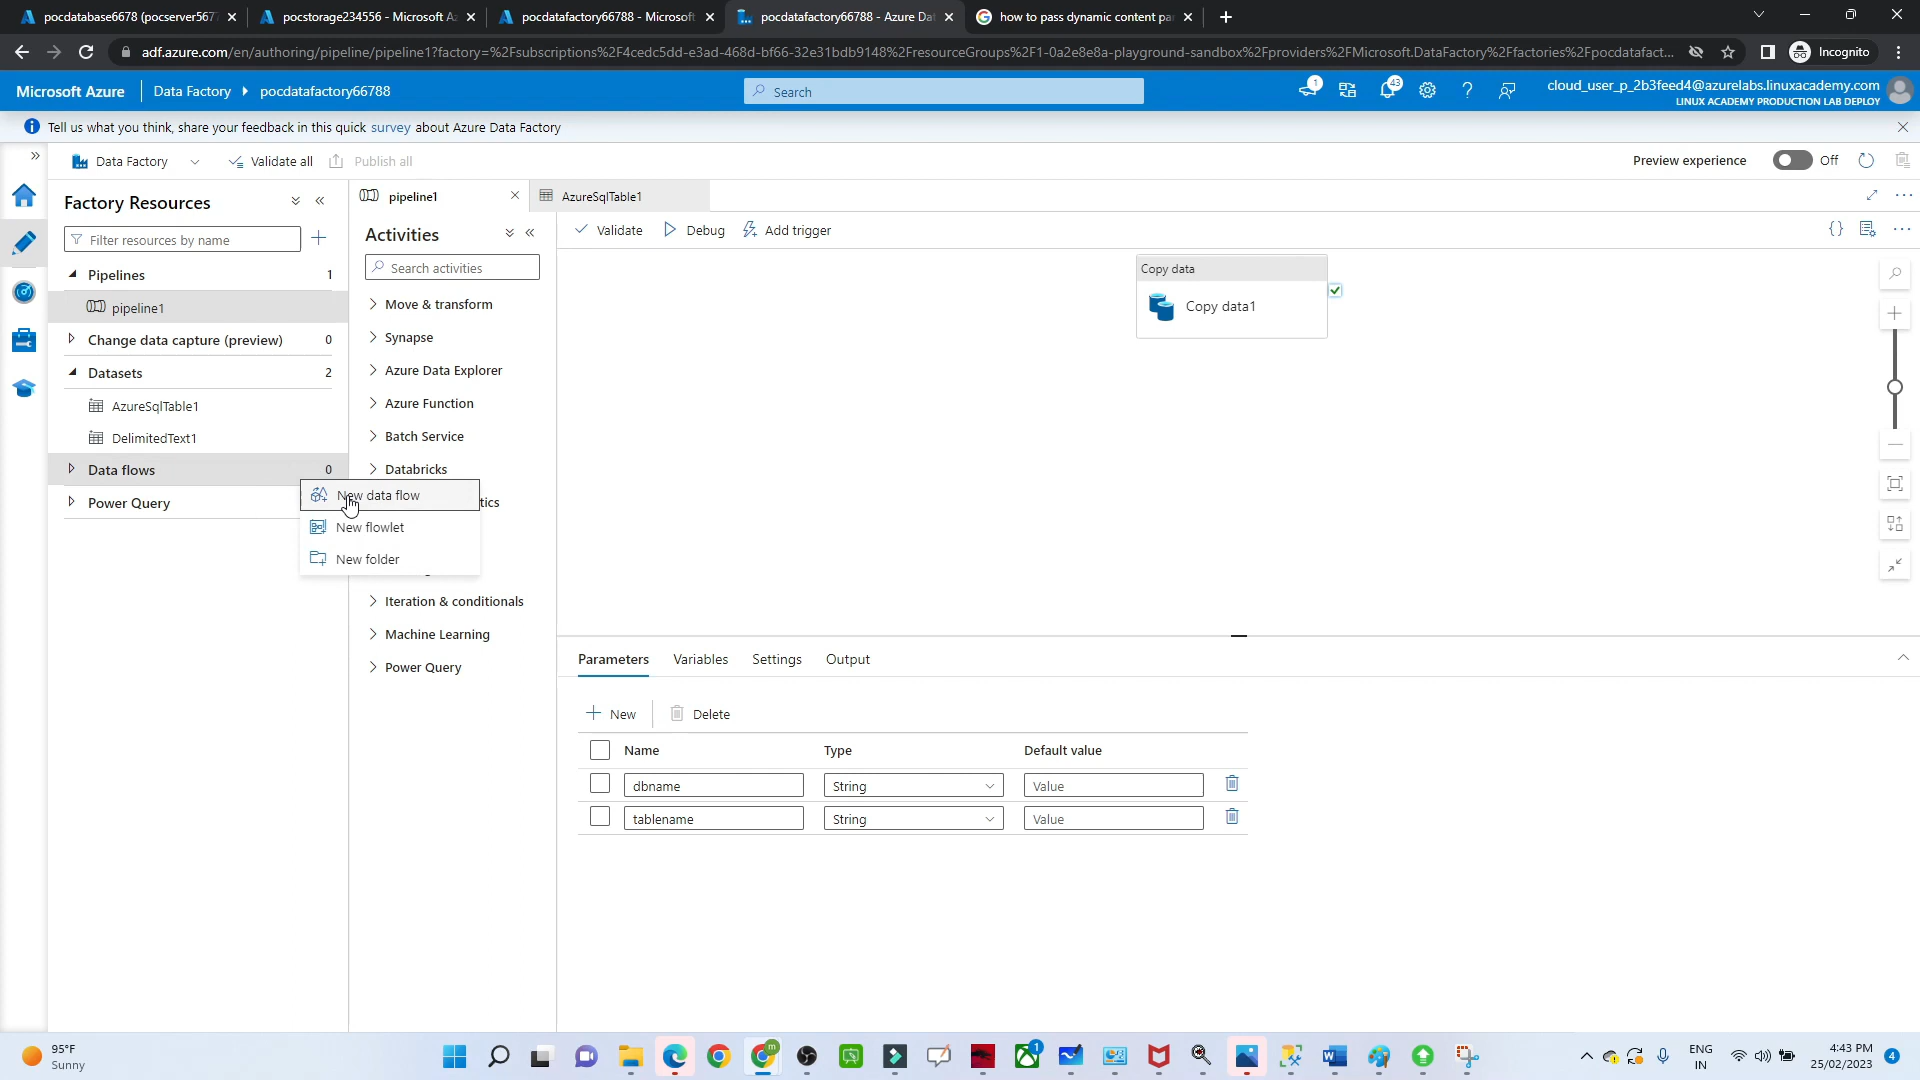 pocdatabase6678 (pocserver567
pocstorage234556 - Microsoft Az
pocdatafactory66788 - Microsoft
pocdatafactory66788 - Azure Dat
how to pass dynamic content pa
adf.azure.com/en/authoring/pipeline/pipeline1?factory=%2Fsubscriptions%2F4cedc5dd-e3ad-468d-bf66-32e31bdb9148%2FresourceGroups%2F1-0a2e8e8a-playground-sandbox%2Fproviders%2FMicrosoft.DataFactory%2Ffactories%2Fpocdatafact...
Incognito
Microsoft Azure
Data Factory
pocdatafactory66788
Search
1
43
cloud_user_p_2b3feed4@azurelabs.linuxacademy.com
LINUX ACADEMY PRODUCTION LAB DEPLOY
Tell us what you think, share your feedback in this quick survey about Azure Data Factory
Data Factory
Validate all
Publish all
Preview experience
Off
Factory Resources
Filter resources by name
Pipelines 1
pipeline1
Change data capture (preview) 0
Datasets 2
AzureSqlTable1
DelimitedText1
Data flows 0
Power Query
New data flow
New flowlet
New folder
pipeline1
AzureSqlTable1
Activities
Search activities
Move & transform
Synapse
Azure Data Explorer
Azure Function
Batch Service
Databricks
tics
Iteration & conditionals
Machine Learning
Power Query
Validate
Debug
Add trigger
Copy data
Copy data1
Parameters
Variables
Settings
Output
New
Delete
Name Type Default value
dbname String Value
tablename String Value
95°F
Sunny
m
1
ENG
IN
4:43 PM
25/02/2023
4